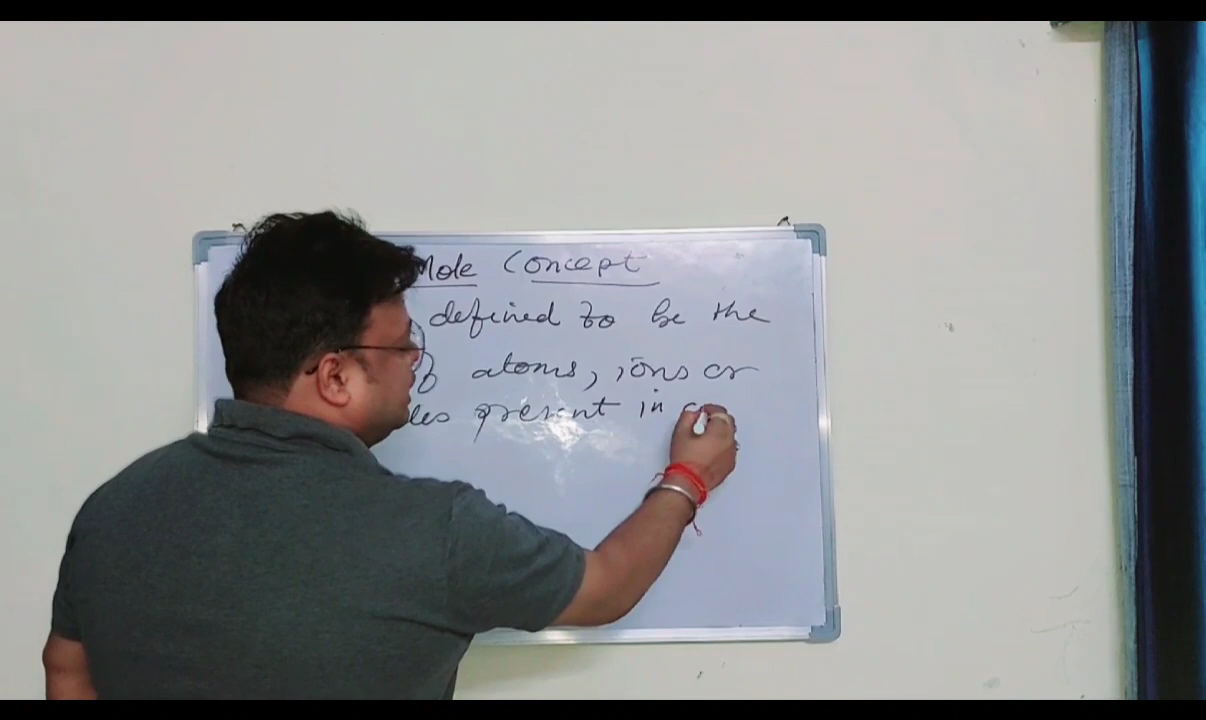 Mole Concept
defined to be the
atoms, ions or
les present in